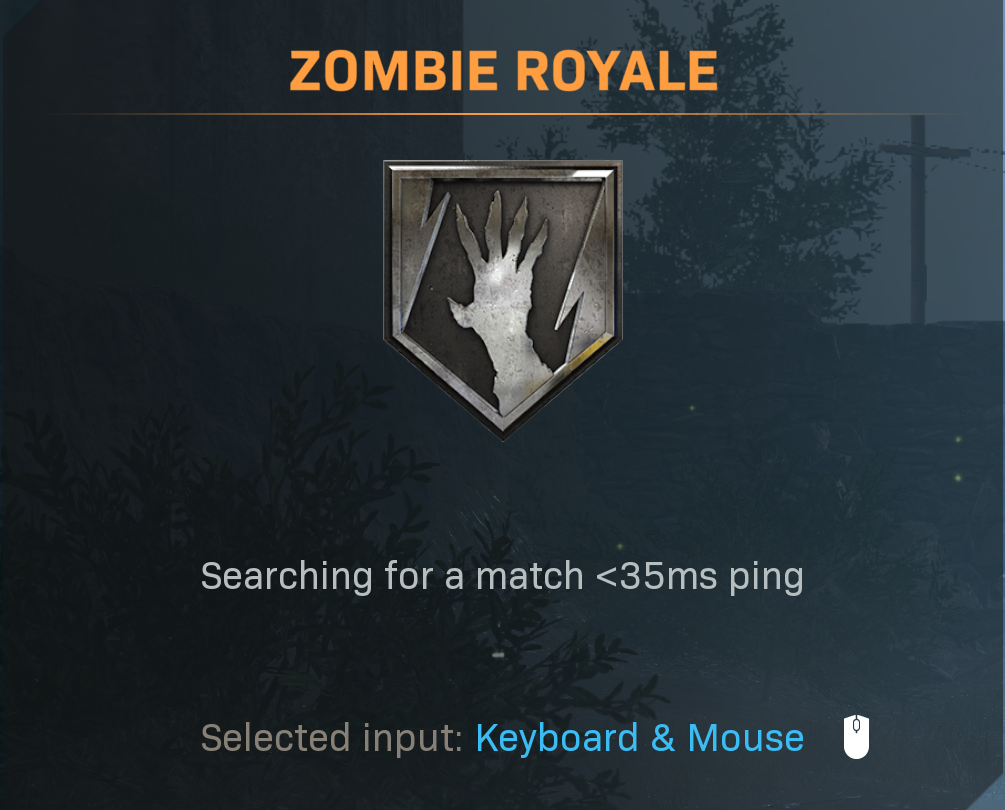 ZOMBIE ROYALE
Searching for a match <35ms ping
Selected input: Keyboard & Mouse